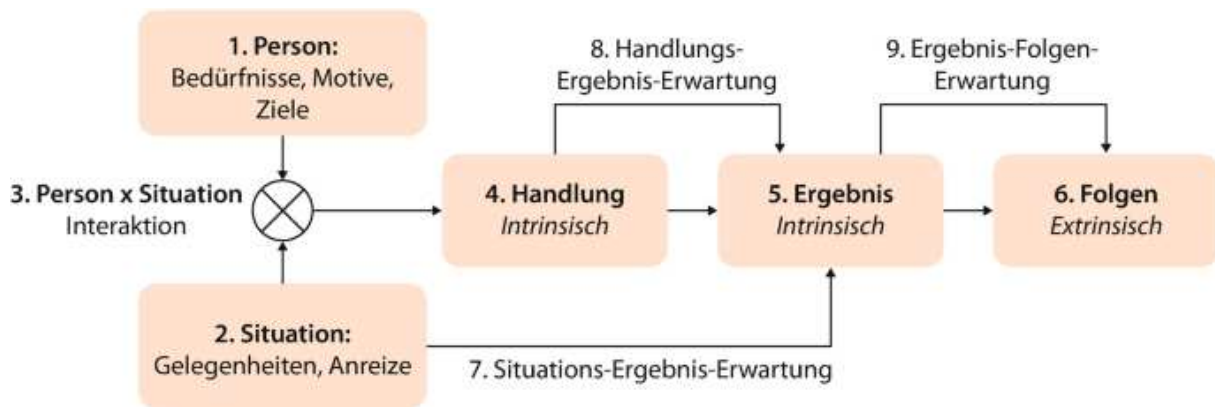 1. Person:
Bedürfnisse, Motive,
Ziele
3. Person x Situation
Interaktion
2. Situation:
Gelegenheiten, Anreize
4. Handlung
Intrinsisch
8. Handlungs-
Ergebnis-Erwartung
5. Ergebnis
Intrinsisch
9. Ergebnis-Folgen-
Erwartung
6. Folgen
Extrinsisch
7. Situations-Ergebnis-Erwartung